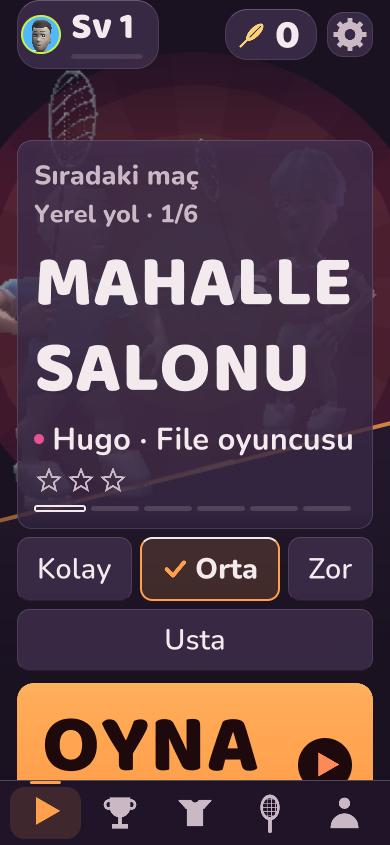 Sv 1
0
Sıradaki maç
Yerel yol · 1/6
MAHALLE
SALONU
Hugo · File oyuncusu
Kolay
Orta
Zor
Usta
OYNA